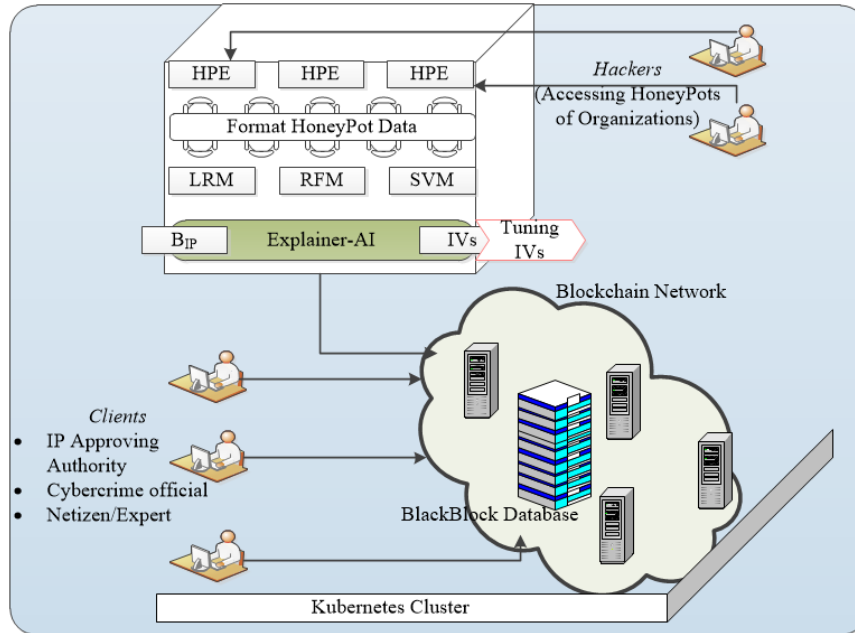 HPE
HPE
HPE
Hackers
(Accessing HoneyPots
of Organizations)
Format HoneyPot Data
LRM
RFM
SVM
BIP
Explainer-AI
IVs
Tuning
IVs
Blockchain Network
Clients
• IP Approving
Authority
• Cybercrime official
• Netizen/Expert
BlackBlock Database
Kubernetes Cluster